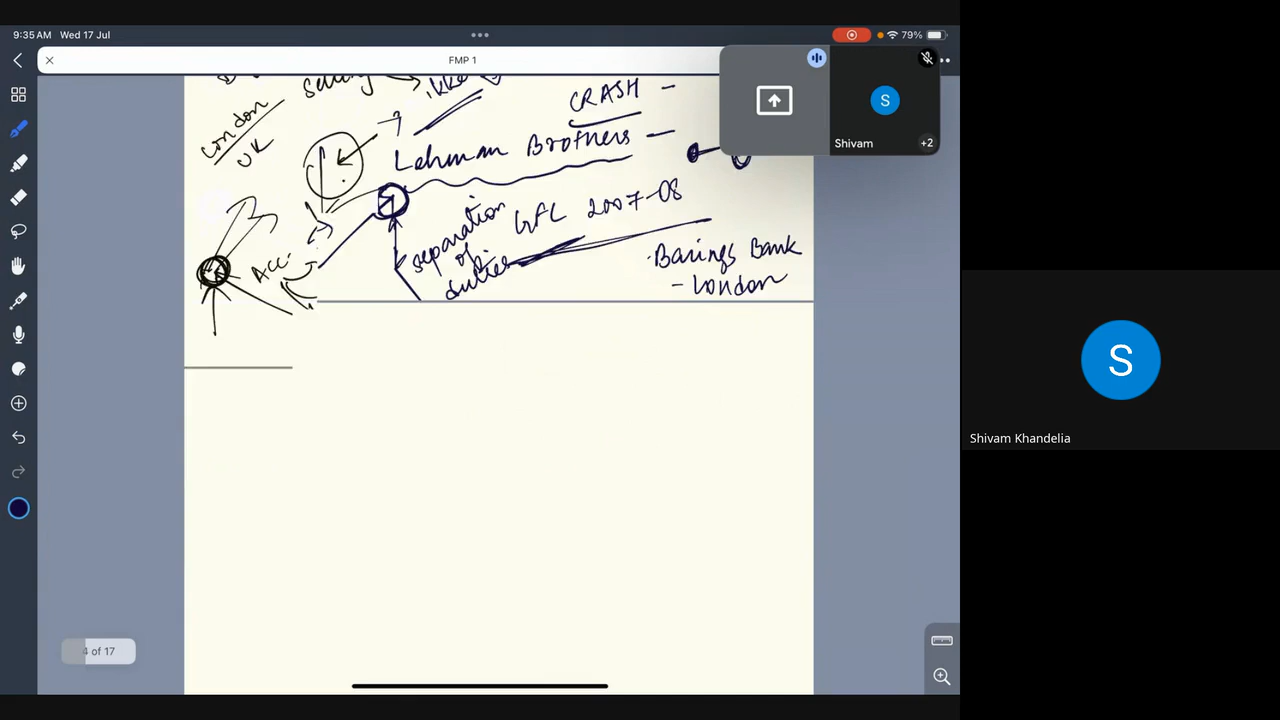 9:35 AM Wed 17 Jul
79%
FMP 1
Selling
CRASH -
London
UK
Lehman Brothers -
separation
of
duties
GFC 2007-08
Acc.
Barings Bank
- London
Shivam
+2
S
S
Shivam Khandelia
4 of 17